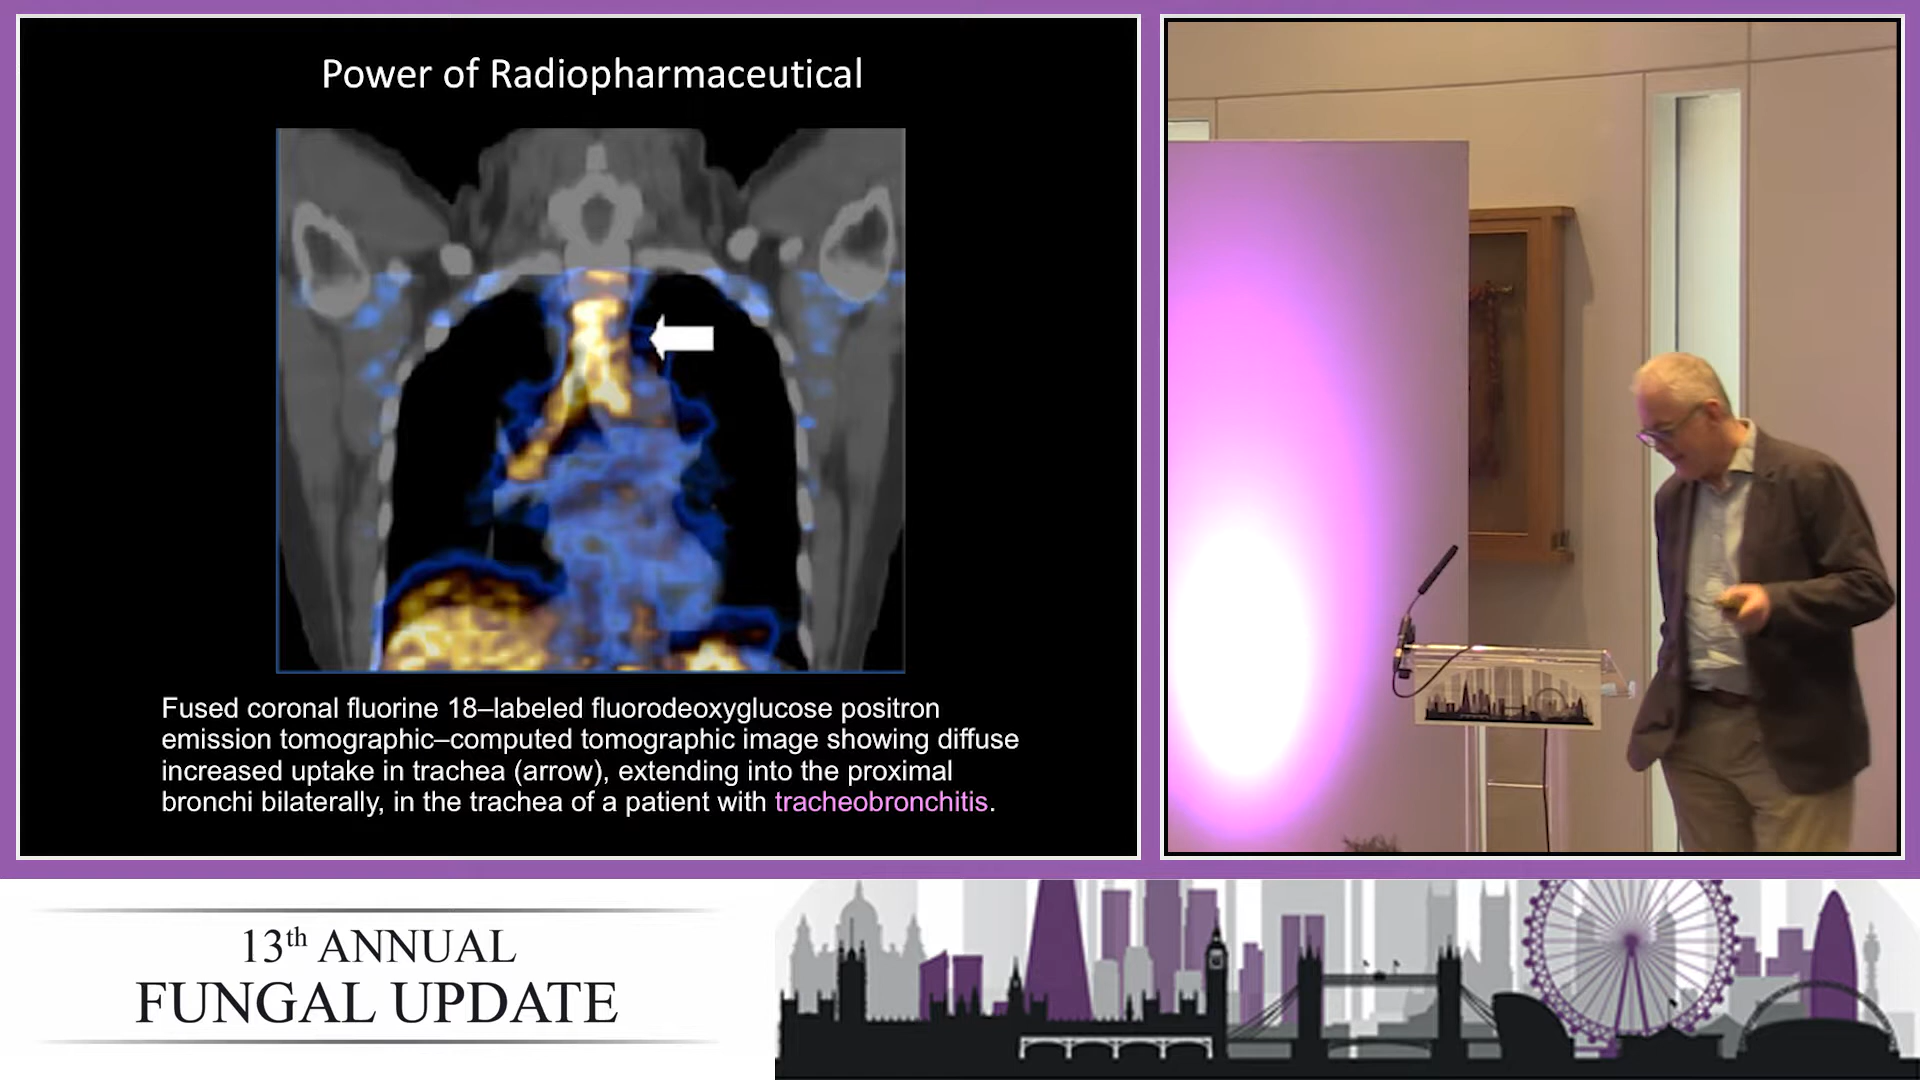 Power of Radiopharmaceutical
Fused coronal fluorine 18–labeled fluorodeoxyglucose positron
emission tomographic–computed tomographic image showing diffuse
increased uptake in trachea (arrow), extending into the proximal
bronchi bilaterally, in the trachea of a patient with tracheobronchitis.
13th ANNUAL
FUNGAL UPDATE